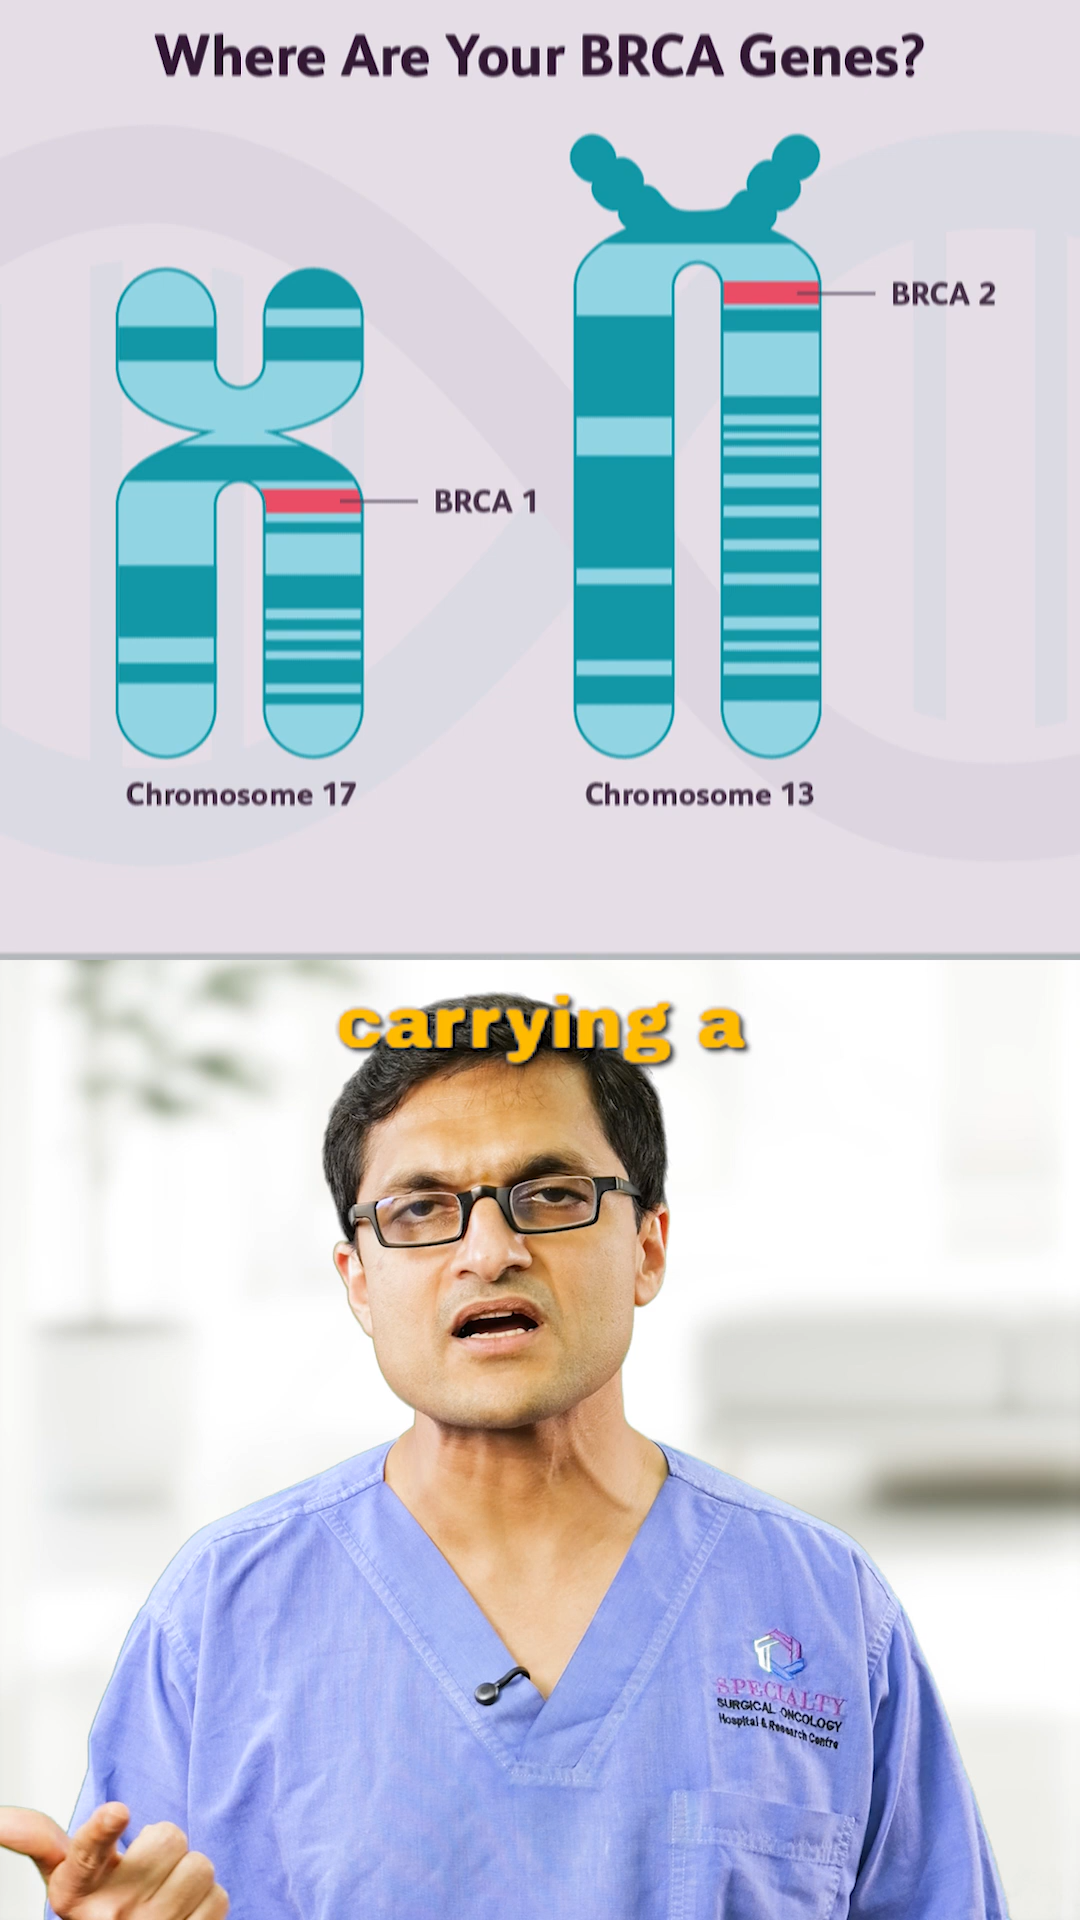 Where Are Your BRCA Genes?
BRCA 2
BRCA 1
Chromosome 17
Chromosome 13
carrying a
SPECIALTY
SURGICAL ONCOLOGY
Hospital & Research Centre